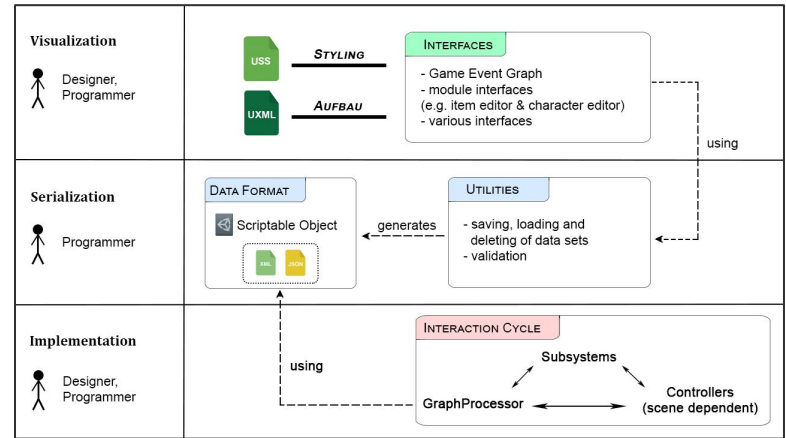 Visualization
Designer,
Programmer
USS
STYLING
UXML
AUFBAU
INTERFACES
- Game Event Graph
- module interfaces
(e.g. item editor & character editor)
- various interfaces
using
Serialization
Programmer
DATA FORMAT
Scriptable Object
XML
JSON
generates
UTILITIES
- saving, loading and
deleting of data sets
- validation
Implementation
Designer,
Programmer
using
INTERACTION CYCLE
Subsystems
GraphProcessor
Controllers
(scene dependent)